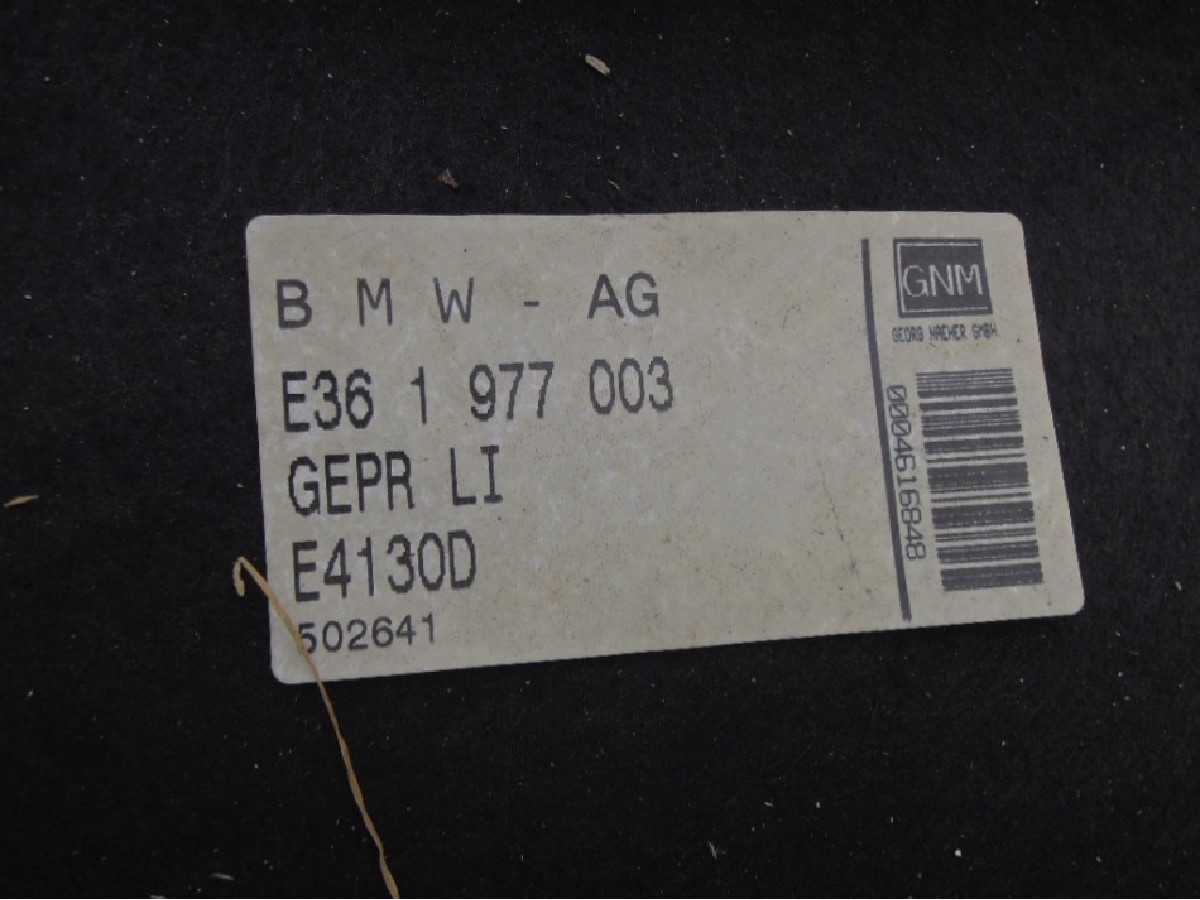 B M W - AG
E36 1 977 003
GEPR LI
E4130D
502641
GNM
GEORG NAEHER GMBH
0004616848